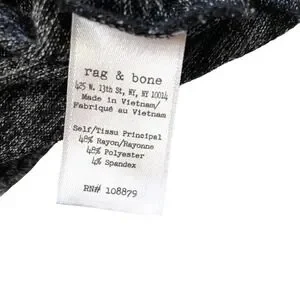 rag & bone
425 W. 13th St, NY, NY 10014
Made in Vietnam/
Fabriqué au Vietnam
Self/Tissu Principal
48% Rayon/Rayonne
48% Polyester
4% Spandex
RN# 108879